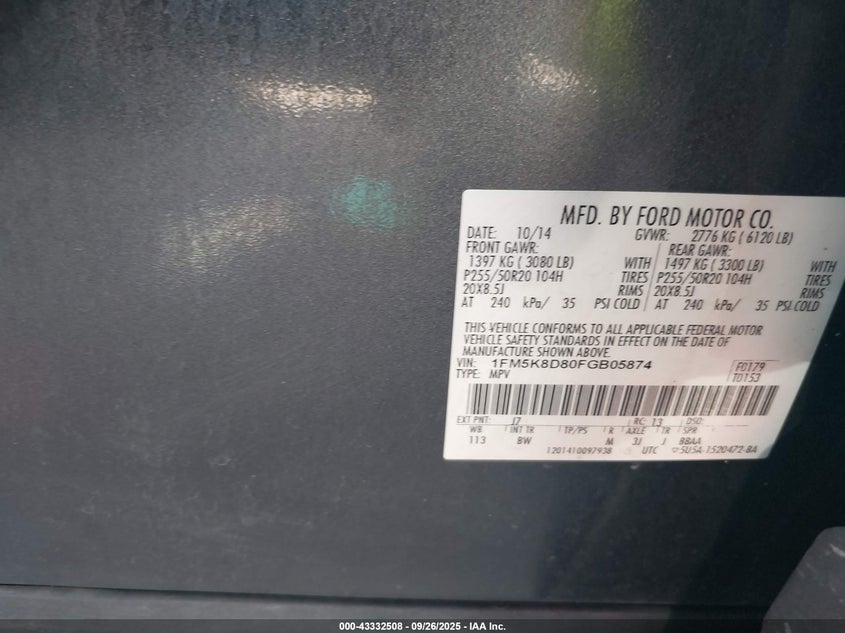 MFD. BY FORD MOTOR CO.
DATE: 10/14 GVWR: 2776 KG ( 6120 LB)
FRONT GAWR: REAR GAWR:
1397 KG ( 3080 LB) WITH 1497 KG ( 3300 LB) WITH
P255/50R20 104H TIRES P255/50R20 104H TIRES
20X8.5J RIMS 20X8.5J RIMS
AT 240 kPa/ 35 PSI COLD AT 240 kPa/ 35 PSI COLD
THIS VEHICLE CONFORMS TO ALL APPLICABLE FEDERAL MOTOR
VEHICLE SAFETY STANDARDS IN EFFECT ON THE DATE OF
MANUFACTURE SHOWN ABOVE.
VIN: 1FM5K8D80FGB05874 F0179
TYPE: MPV T0153
EXT PNT: J7 RC: 13 DSO:
WB INT TR TP/PS R AXLE TR SPR
113 BW M 3J J BBAA
1201410097938 UTC 5U5A-1520472-BA
000-43332508 - 09/26/2025 - IAA Inc.